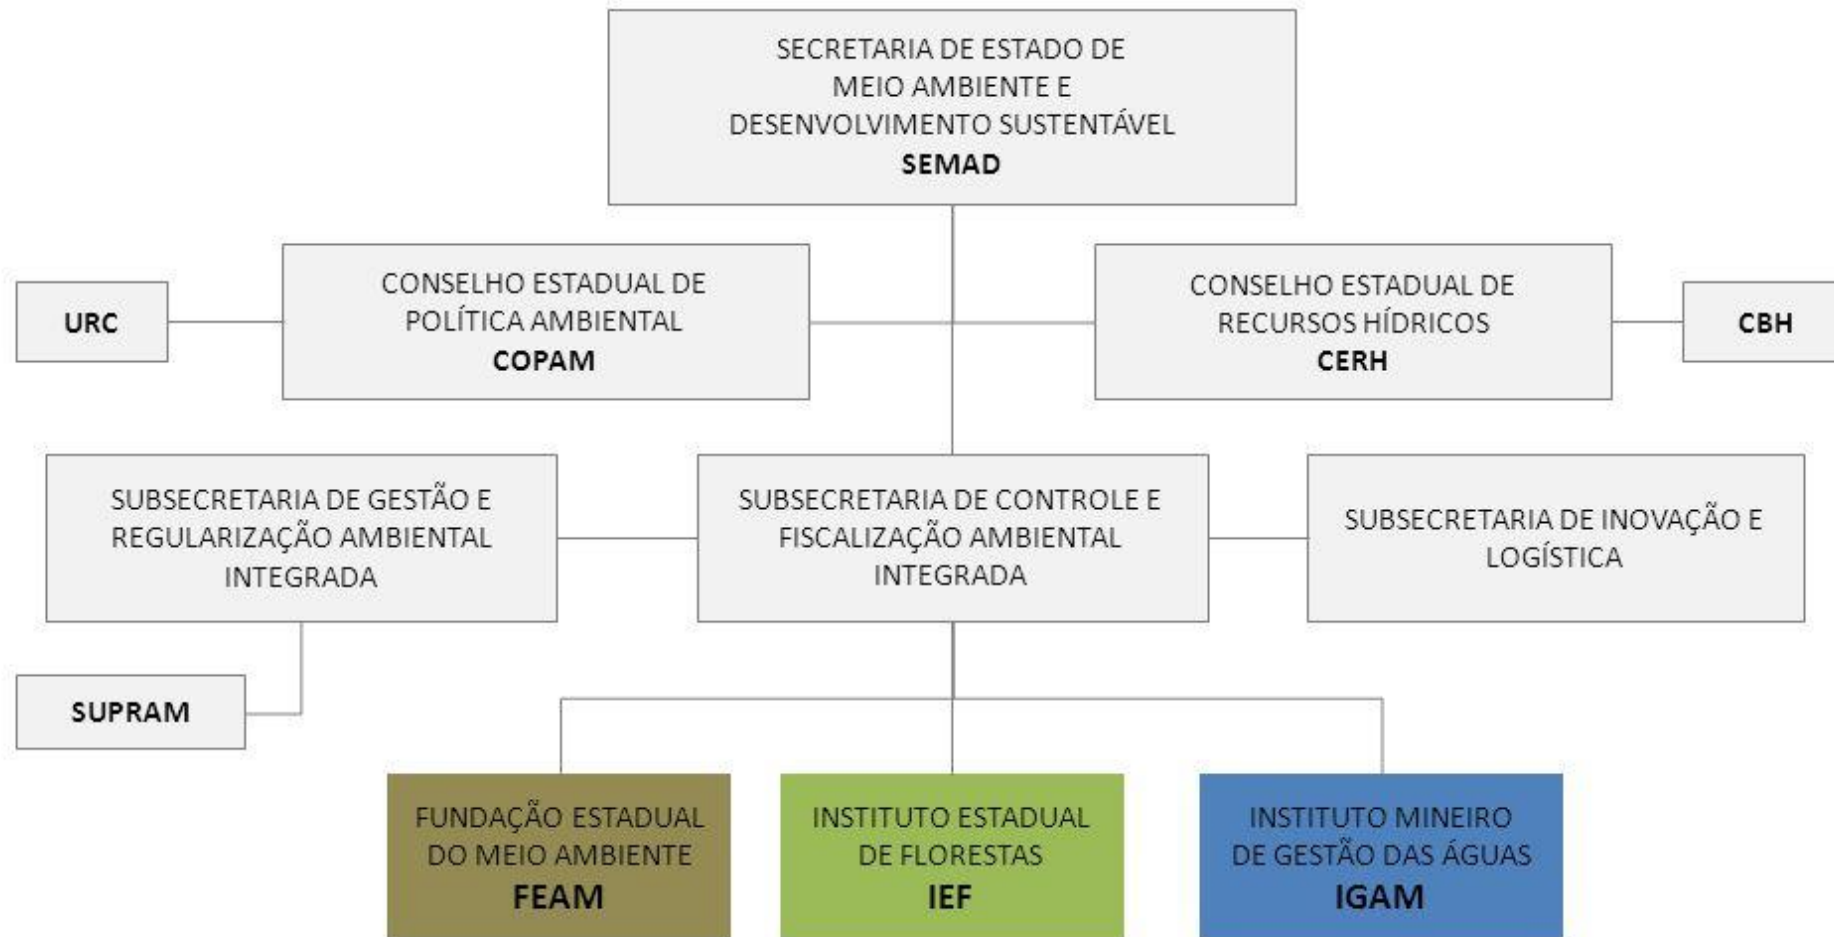 SECRETARIA DE ESTADO DE
MEIO AMBIENTE E
DESENVOLVIMENTO SUSTENTÁVEL
SEMAD
URC
CONSELHO ESTADUAL DE
POLÍTICA AMBIENTAL
COPAM
CONSELHO ESTADUAL DE
RECURSOS HÍDRICOS
CERH
CBH
SUBSECRETARIA DE GESTÃO E
REGULARIZAÇÃO AMBIENTAL
INTEGRADA
SUBSECRETARIA DE CONTROLE E
FISCALIZAÇÃO AMBIENTAL
INTEGRADA
SUBSECRETARIA DE INOVAÇÃO E
LOGÍSTICA
SUPRAM
FUNDAÇÃO ESTADUAL
DO MEIO AMBIENTE
FEAM
INSTITUTO ESTADUAL
DE FLORESTAS
IEF
INSTITUTO MINEIRO
DE GESTÃO DAS ÁGUAS
IGAM